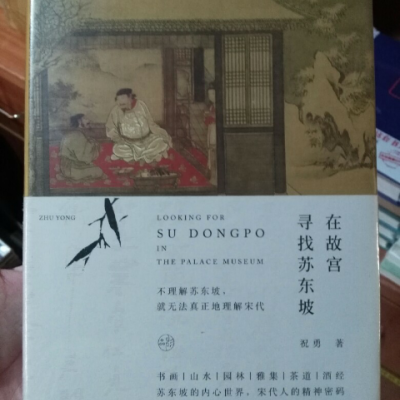 ZHU YONG
LOOKING FOR
SU DONGPO
IN
THE PALACE MUSEUM
在故宫
寻找苏东坡
不理解苏东坡，
就无法真正地理解宋代
祝勇 著
书画|山水|园林|雅集|茶道|酒经
苏东坡的内心世界，宋代人的精神密码